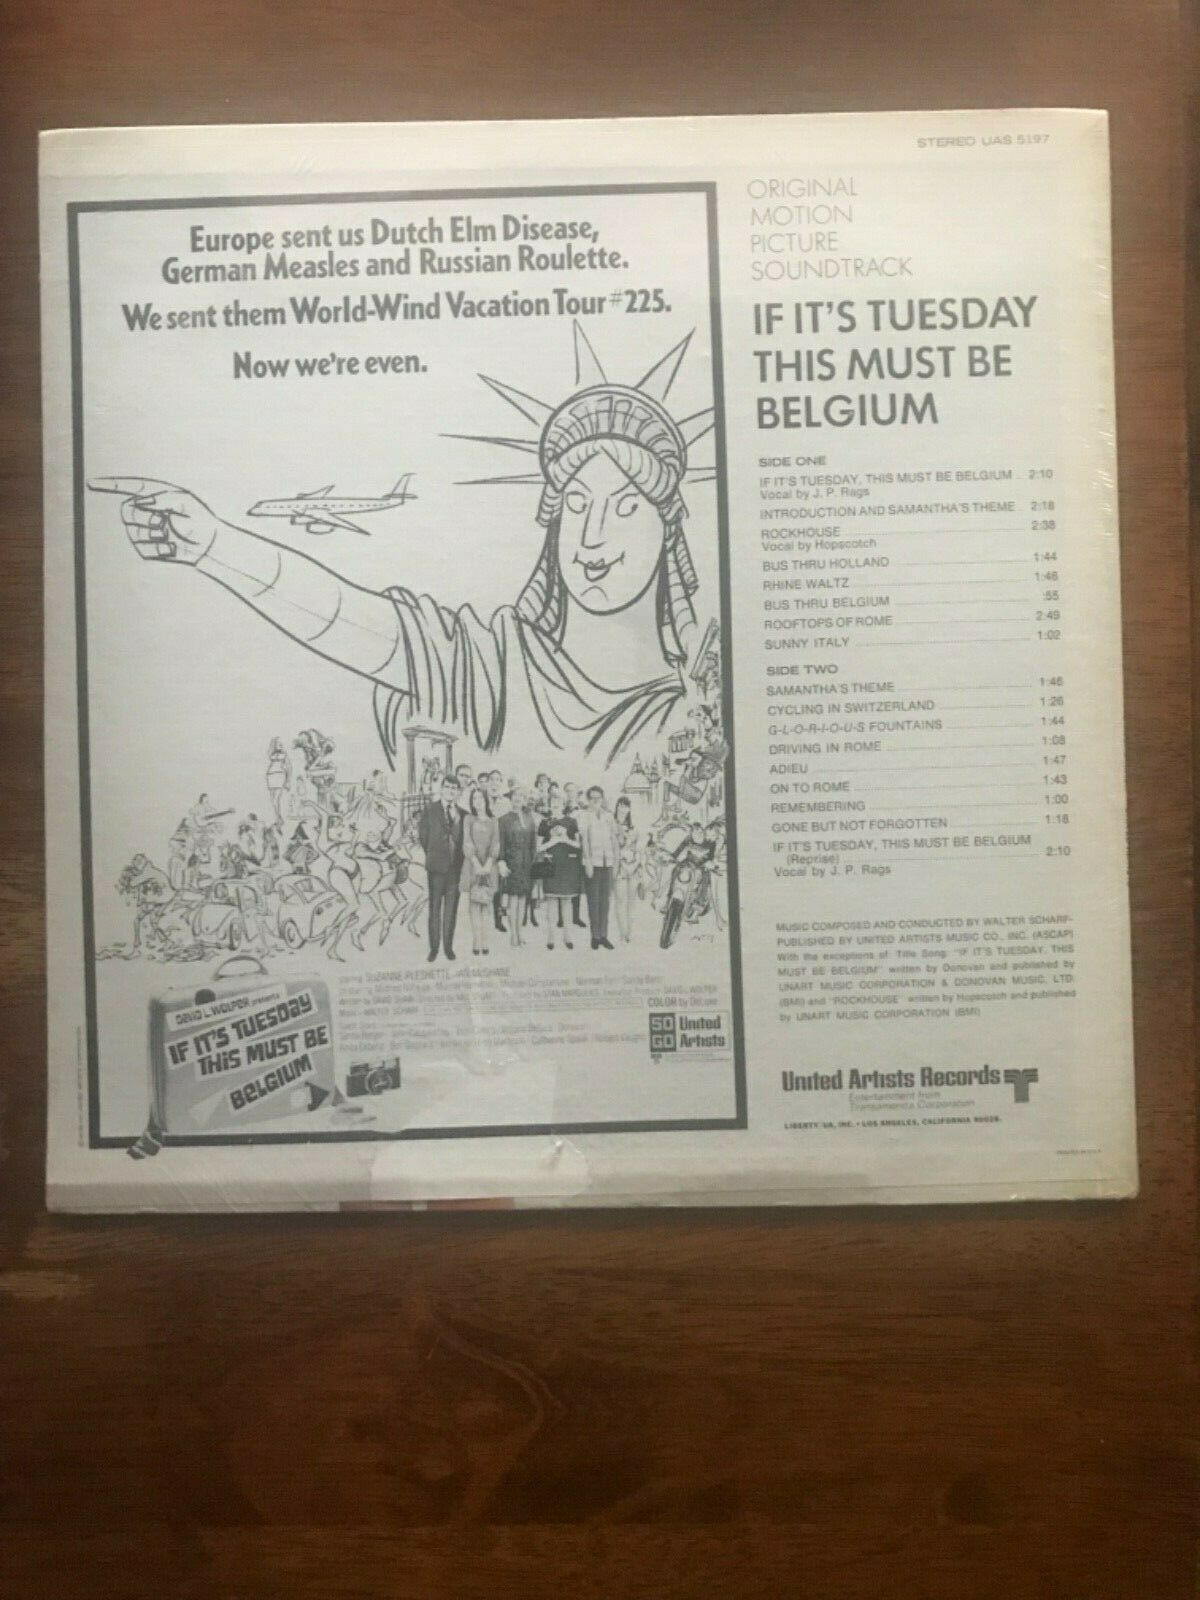 STEREO UAS 5197
Europe sent us Dutch Elm Disease,
German Measles and Russian Roulette.
We sent them World-Wind Vacation Tour #225.
Now we're even.
DAVID L. WOLPER presents
IF IT'S TUESDAY
THIS MUST BE
BELGIUM
starring SUZANNE PLESHETTE · IAN McSHANE
COLOR by DeLuxe
United
Artists
ORIGINAL
MOTION
PICTURE
SOUNDTRACK
IF IT'S TUESDAY
THIS MUST BE
BELGIUM
SIDE ONE
IF IT'S TUESDAY, THIS MUST BE BELGIUM .. 2:10
Vocal by J. P. Rags
INTRODUCTION AND SAMANTHA'S THEME . 2:18
ROCKHOUSE 2:38
Vocal by Hopscotch
BUS THRU HOLLAND 1:44
RHINE WALTZ 1:46
BUS THRU BELGIUM :55
ROOFTOPS OF ROME 2:49
SUNNY ITALY 1:02
SIDE TWO
SAMANTHA'S THEME 1:46
CYCLING IN SWITZERLAND 1:26
G-L-O-R-I-O-U-S FOUNTAINS 1:44
DRIVING IN ROME 1:08
ADIEU 1:47
ON TO ROME 1:43
REMEMBERING 1:00
GONE BUT NOT FORGOTTEN 1:18
IF IT'S TUESDAY, THIS MUST BE BELGIUM
(Reprise) 2:10
Vocal by J. P. Rags
MUSIC COMPOSED AND CONDUCTED BY WALTER SCHARF-
PUBLISHED BY UNITED ARTISTS MUSIC CO., INC. (ASCAP)
With the exceptions of: Title Song: "IF IT'S TUESDAY, THIS
MUST BE BELGIUM" written by Donovan and published by
UNART MUSIC CORPORATION & DONOVAN MUSIC, LTD.
(BMI) and "ROCKHOUSE" written by Hopscotch and published
by UNART MUSIC CORPORATION (BMI)
United Artists Records
Entertainment from
Transamerica Corporation
LIBERTY/UA, INC. • LOS ANGELES, CALIFORNIA 90028.